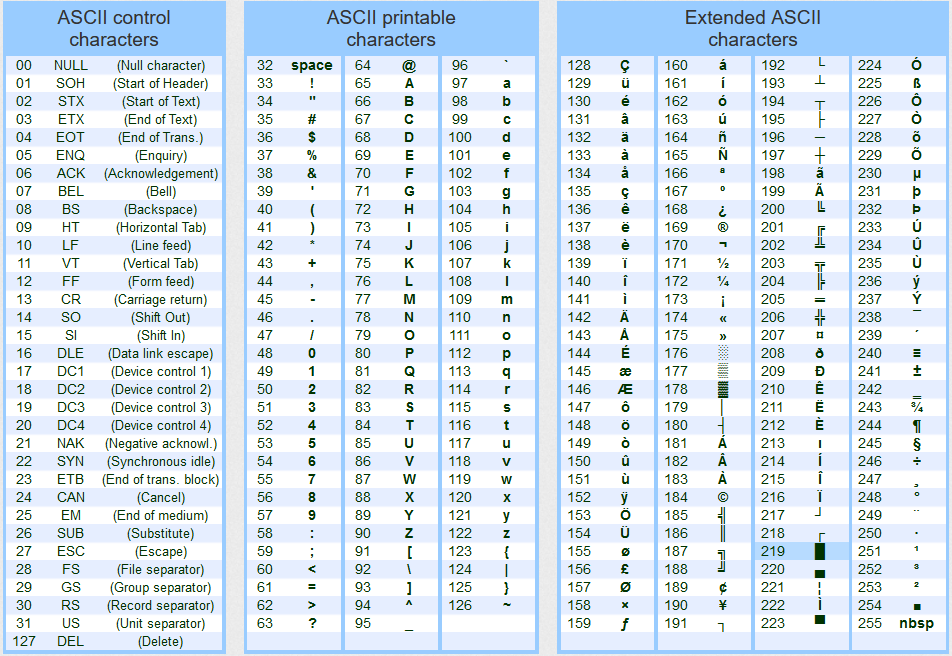 ASCII control
characters
00 NULL (Null character)
01 SOH (Start of Header)
02 STX (Start of Text)
03 ETX (End of Text)
04 EOT (End of Trans.)
05 ENQ (Enquiry)
06 ACK (Acknowledgement)
07 BEL (Bell)
08 BS (Backspace)
09 HT (Horizontal Tab)
10 LF (Line feed)
11 VT (Vertical Tab)
12 FF (Form feed)
13 CR (Carriage return)
14 SO (Shift Out)
15 SI (Shift In)
16 DLE (Data link escape)
17 DC1 (Device control 1)
18 DC2 (Device control 2)
19 DC3 (Device control 3)
20 DC4 (Device control 4)
21 NAK (Negative acknowl.)
22 SYN (Synchronous idle)
23 ETB (End of trans. block)
24 CAN (Cancel)
25 EM (End of medium)
26 SUB (Substitute)
27 ESC (Escape)
28 FS (File separator)
29 GS (Group separator)
30 RS (Record separator)
31 US (Unit separator)
127 DEL (Delete)
ASCII printable
characters
32 space 64 @ 96 `
33 ! 65 A 97 a
34 " 66 B 98 b
35 # 67 C 99 c
36 $ 68 D 100 d
37 % 69 E 101 e
38 & 70 F 102 f
39 ' 71 G 103 g
40 ( 72 H 104 h
41 ) 73 I 105 i
42 * 74 J 106 j
43 + 75 K 107 k
44 , 76 L 108 l
45 - 77 M 109 m
46 . 78 N 110 n
47 / 79 O 111 o
48 0 80 P 112 p
49 1 81 Q 113 q
50 2 82 R 114 r
51 3 83 S 115 s
52 4 84 T 116 t
53 5 85 U 117 u
54 6 86 V 118 v
55 7 87 W 119 w
56 8 88 X 120 x
57 9 89 Y 121 y
58 : 90 Z 122 z
59 ; 91 [ 123 {
60 < 92 \ 124 |
61 = 93 ] 125 }
62 > 94 ^ 126 ~
63 ? 95 _
Extended ASCII
characters
128 Ç 160 á 192 └ 224 Ó
129 ü 161 í 193 ┴ 225 ß
130 é 162 ó 194 ┬ 226 Ô
131 â 163 ú 195 ├ 227 Ò
132 ä 164 ñ 196 ─ 228 õ
133 à 165 Ñ 197 ┼ 229 Õ
134 å 166 ª 198 ã 230 µ
135 ç 167 º 199 Ã 231 þ
136 ê 168 ¿ 200 ╚ 232 Þ
137 ë 169 ® 201 ╔ 233 Ú
138 è 170 ¬ 202 ╩ 234 Û
139 ï 171 ½ 203 ╦ 235 Ù
140 î 172 ¼ 204 ╠ 236 ý
141 ì 173 ¡ 205 ═ 237 Ý
142 Ä 174 « 206 ╬ 238 ¯
143 Å 175 » 207 ¤ 239 ´
144 É 176 ░ 208 ð 240 ≡
145 æ 177 ▒ 209 Ð 241 ±
146 Æ 178 ▓ 210 Ê 242 ‗
147 ô 179 │ 211 Ë 243 ¾
148 ö 180 ┤ 212 È 244 ¶
149 ò 181 Á 213 ı 245 §
150 û 182 Â 214 Í 246 ÷
151 ù 183 À 215 Î 247 ¸
152 ÿ 184 © 216 Ï 248 °
153 Ö 185 ╣ 217 ┘ 249 ¨
154 Ü 186 ║ 218 ┌ 250 ·
155 ø 187 ╗ 219 █ 251 ¹
156 £ 188 ╝ 220 ▄ 252 ³
157 Ø 189 ¢ 221 ¦ 253 ²
158 × 190 ¥ 222 Ì 254 ■
159 ƒ 191 ┐ 223 ▀ 255 nbsp